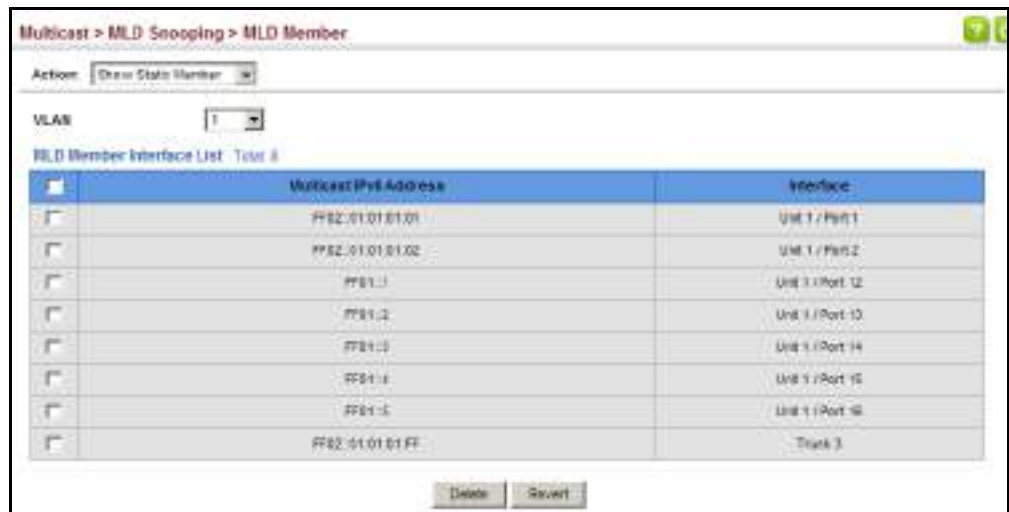 Multicast > MLD Snooping > MLD Member
Action: Show Static Member
VLAN 1
MLD Member Interface List Total: 8
Multicast IPv6 Address Interface
FF02::01:01:01:01 Unit 1 / Port 1
FF02::01:01:01:02 Unit 1 / Port 2
FF01::1 Unit 1 / Port 12
FF01::2 Unit 1 / Port 13
FF01::3 Unit 1 / Port 14
FF01::4 Unit 1 / Port 15
FF01::5 Unit 1 / Port 16
FF02::01:01:01:FF Trunk 3
Delete Revert